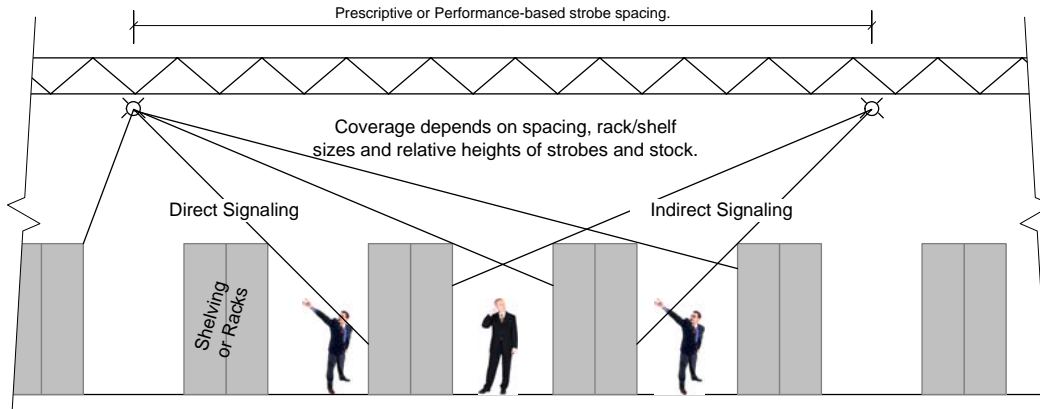 Prescriptive or Performance-based strobe spacing.
Coverage depends on spacing, rack/shelf
sizes and relative heights of strobes and stock.
Direct Signaling
Indirect Signaling
Shelving
or Racks